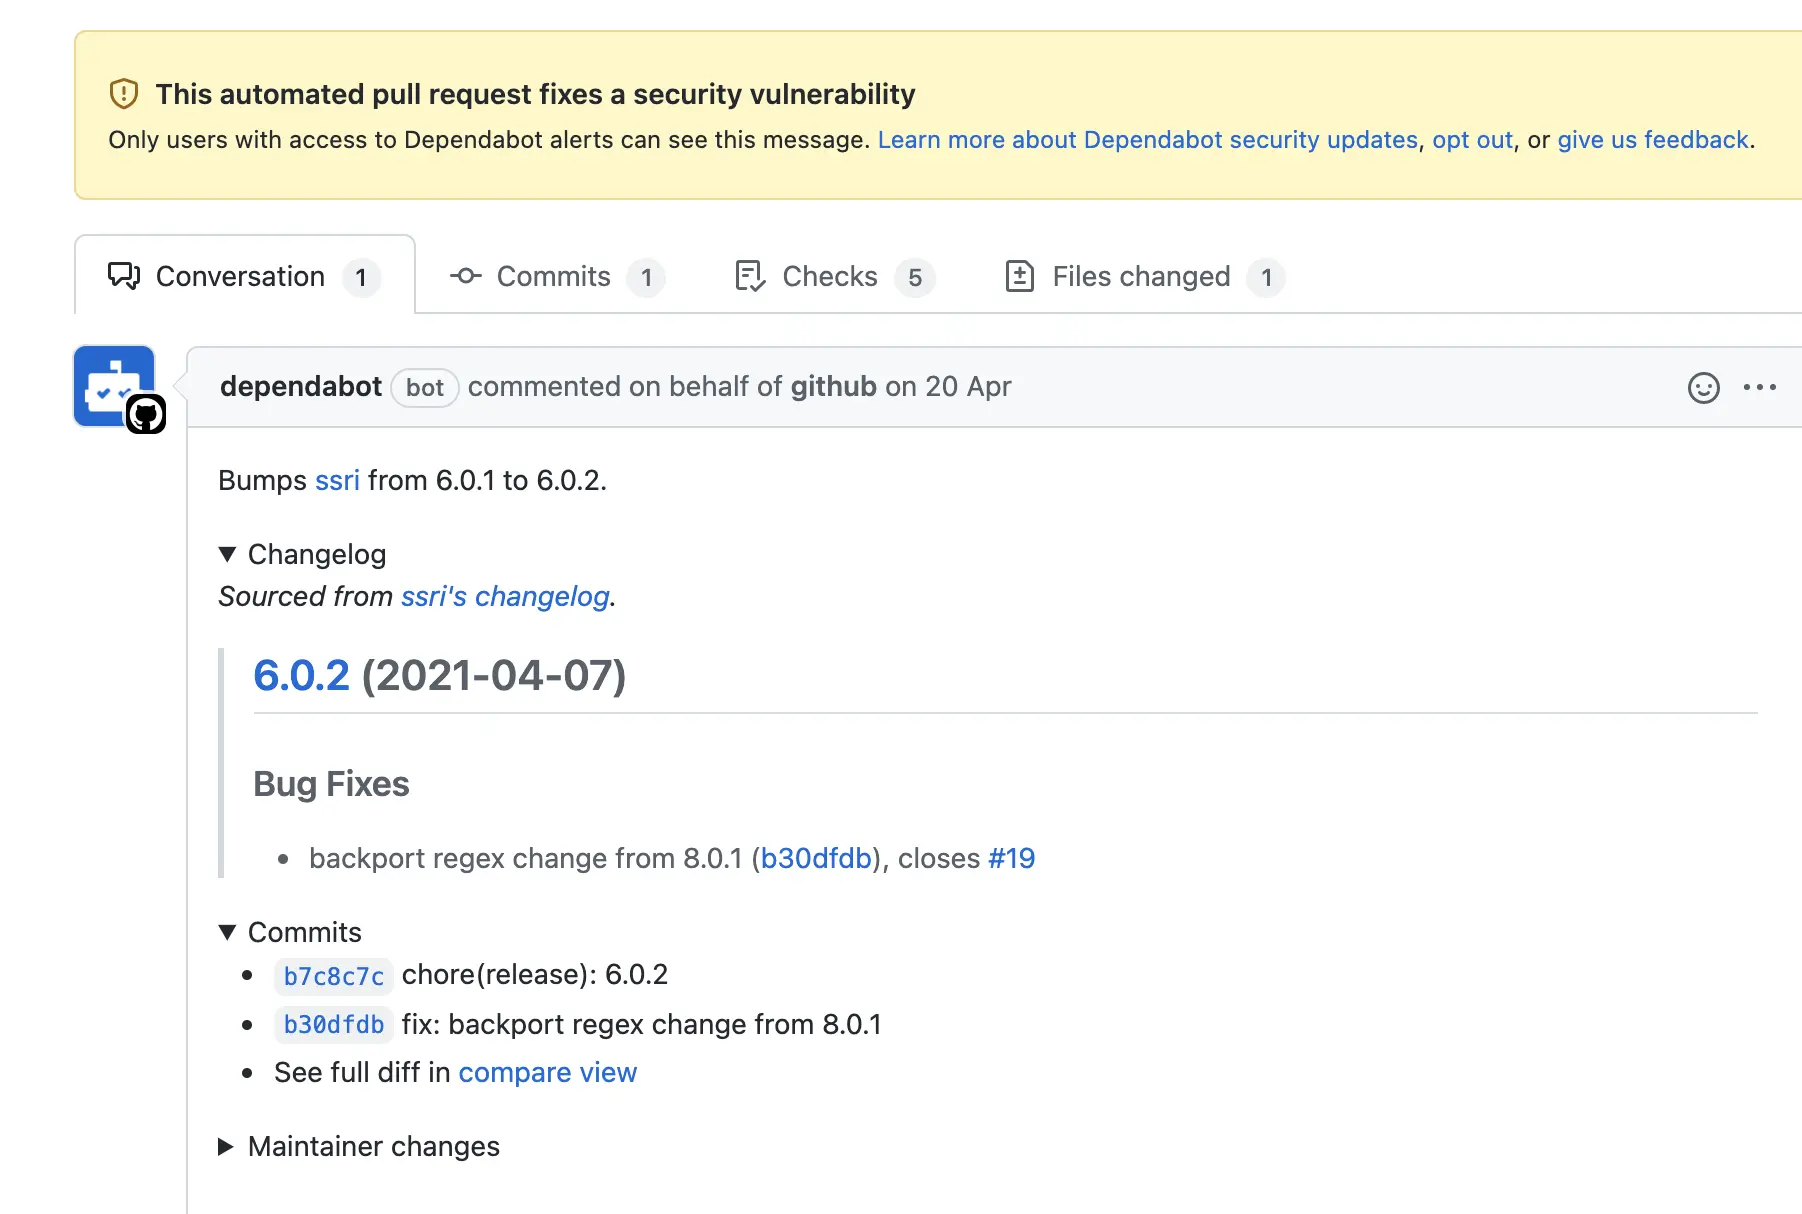 This automated pull request fixes a security vulnerability
Only users with access to Dependabot alerts can see this message. Learn more about Dependabot security updates, opt out, or give us feedback.
Conversation 1 Commits 1 Checks 5 Files changed 1
dependabot bot commented on behalf of github on 20 Apr
Bumps ssri from 6.0.1 to 6.0.2.
Changelog
Sourced from ssri's changelog.
6.0.2 (2021-04-07)
Bug Fixes
• backport regex change from 8.0.1 (b30dfdb), closes #19
Commits
• b7c8c7c chore(release): 6.0.2
• b30dfdb fix: backport regex change from 8.0.1
• See full diff in compare view
Maintainer changes